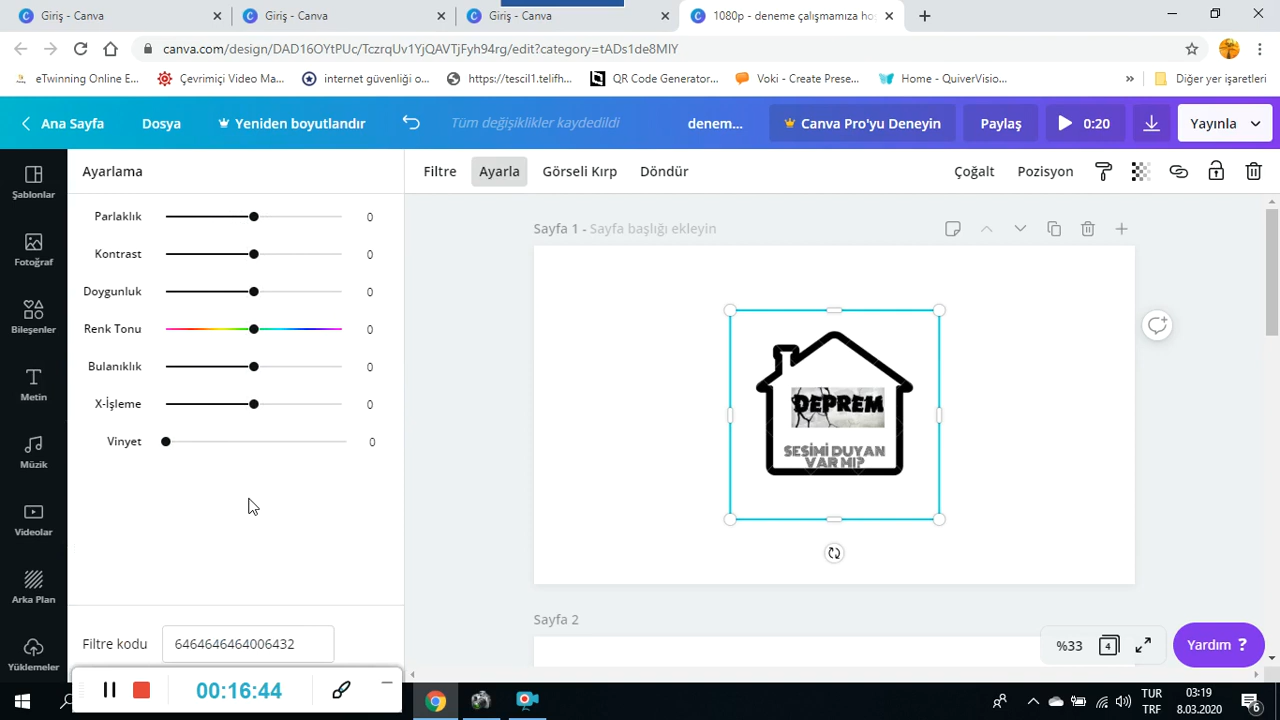 Giriş - Canva
Giriş - Canva
Giriş - Canva
1080p - deneme çalışmamıza ho
canva.com/design/DAD16OYtPUc/TczrqUv1YjQAVTjFyh94rg/edit?category=tADs1de8MIY
eTwinning Online E...
Çevrimiçi Video Ma...
internet güvenliği o...
https://tescil1.telifh...
QR Code Generator...
Voki - Create Prese...
Home - QuiverVisio...
»
Diğer yer işaretleri
Ana Sayfa
Dosya
Yeniden boyutlandır
Tüm değişiklikler kaydedildi
denem...
Canva Pro'yu Deneyin
Paylaş
0:20
Yayınla
Şablonlar
Fotoğraf
Bileşenler
Metin
Müzik
Videolar
Arka Plan
Yüklemeler
Ayarlama
Parlaklık 0
Kontrast 0
Doygunluk 0
Renk Tonu 0
Bulanıklık 0
X-İşleme 0
Vinyet 0
Filtre kodu 6464646464006432
Filtre
Ayarla
Görseli Kırp
Döndür
Çoğalt
Pozisyon
Sayfa 1 - Sayfa başlığı ekleyin
DEPREM
SESİMİ DUYAN
VAR MI?
Sayfa 2
%33
4
Yardım ?
00:16:44
TUR
TRF
03:19
8.03.2020
6